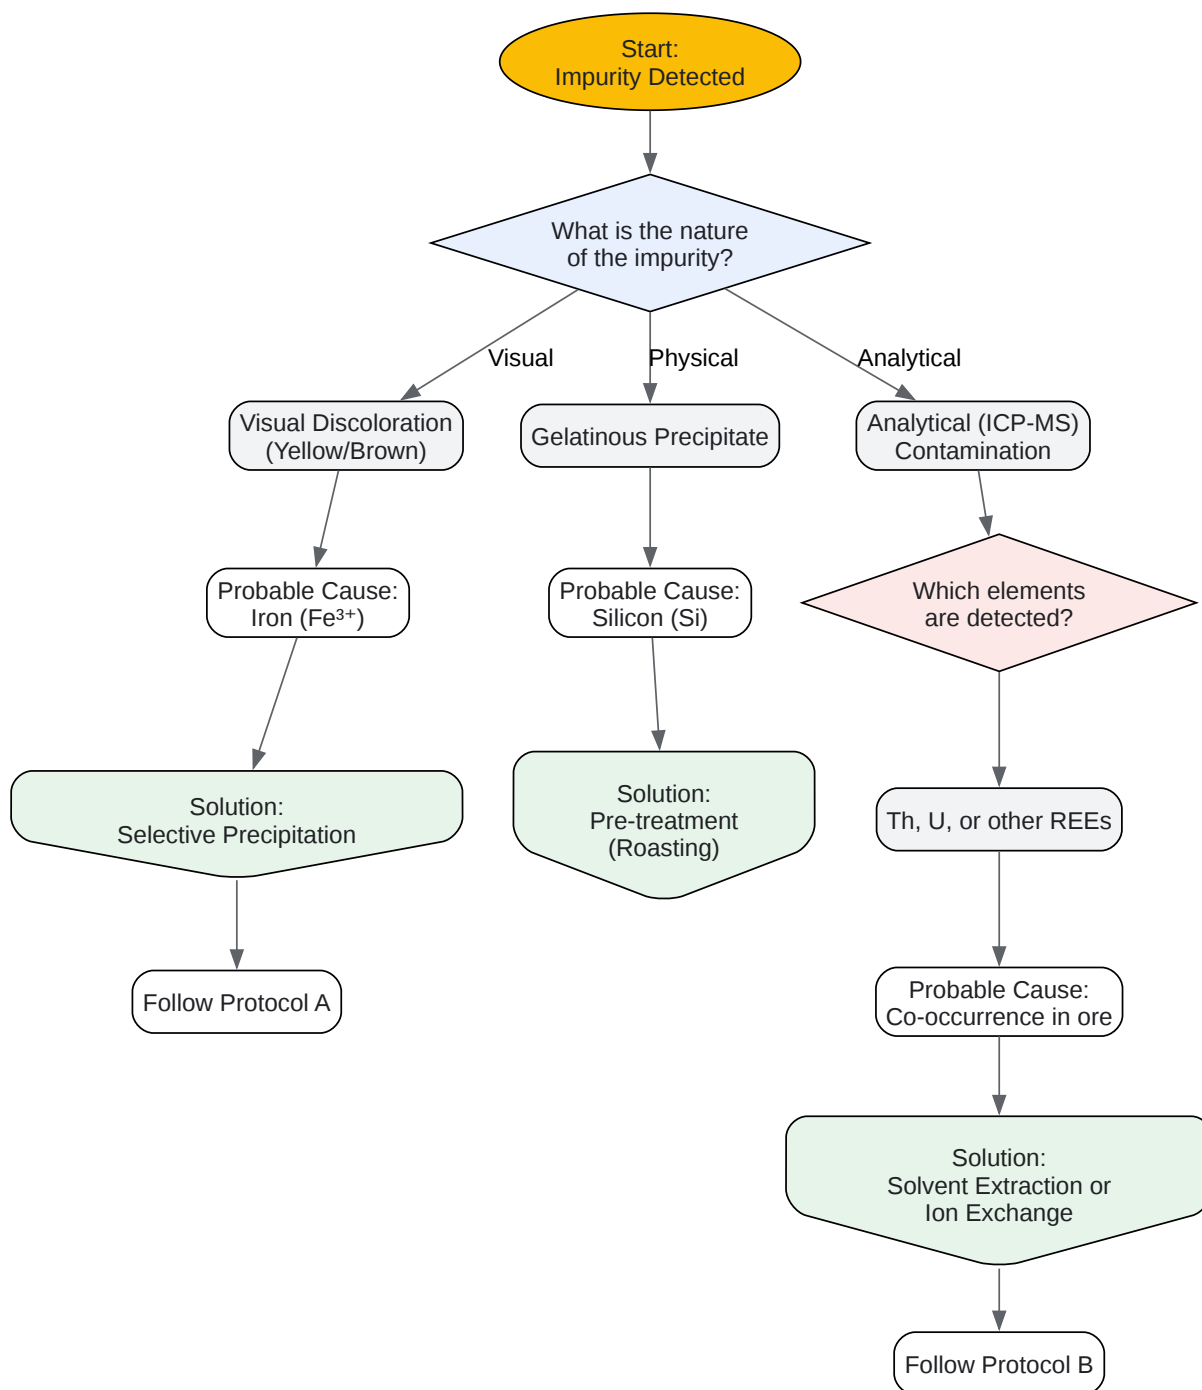 Start:
Impurity Detected
What is the nature
of the impurity?
Visual
Physical
Analytical
Visual Discoloration
(Yellow/Brown)
Gelatinous Precipitate
Analytical (ICP-MS)
Contamination
Probable Cause:
Iron (Fe³⁺)
Probable Cause:
Silicon (Si)
Which elements
are detected?
Solution:
Selective Precipitation
Solution:
Pre-treatment
(Roasting)
Th, U, or other REEs
Follow Protocol A
Probable Cause:
Co-occurrence in ore
Solution:
Solvent Extraction or
Ion Exchange
Follow Protocol B